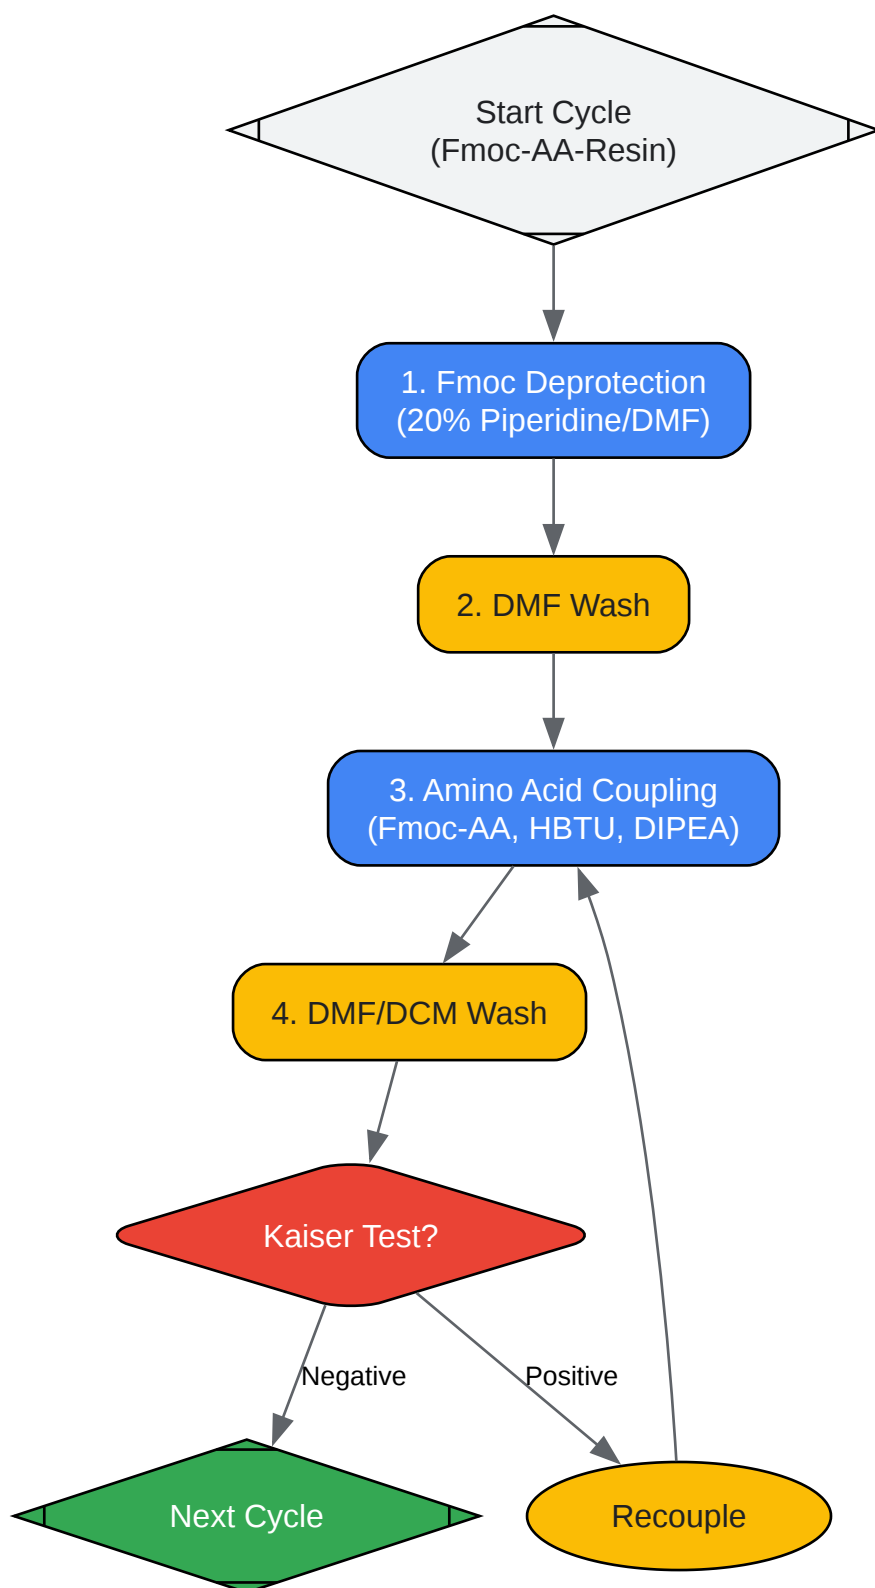 Start Cycle
(Fmoc-AA-Resin)
1. Fmoc Deprotection
(20% Piperidine/DMF)
2. DMF Wash
3. Amino Acid Coupling
(Fmoc-AA, HBTU, DIPEA)
4. DMF/DCM Wash
Kaiser Test?
Negative
Positive
Next Cycle
Recouple